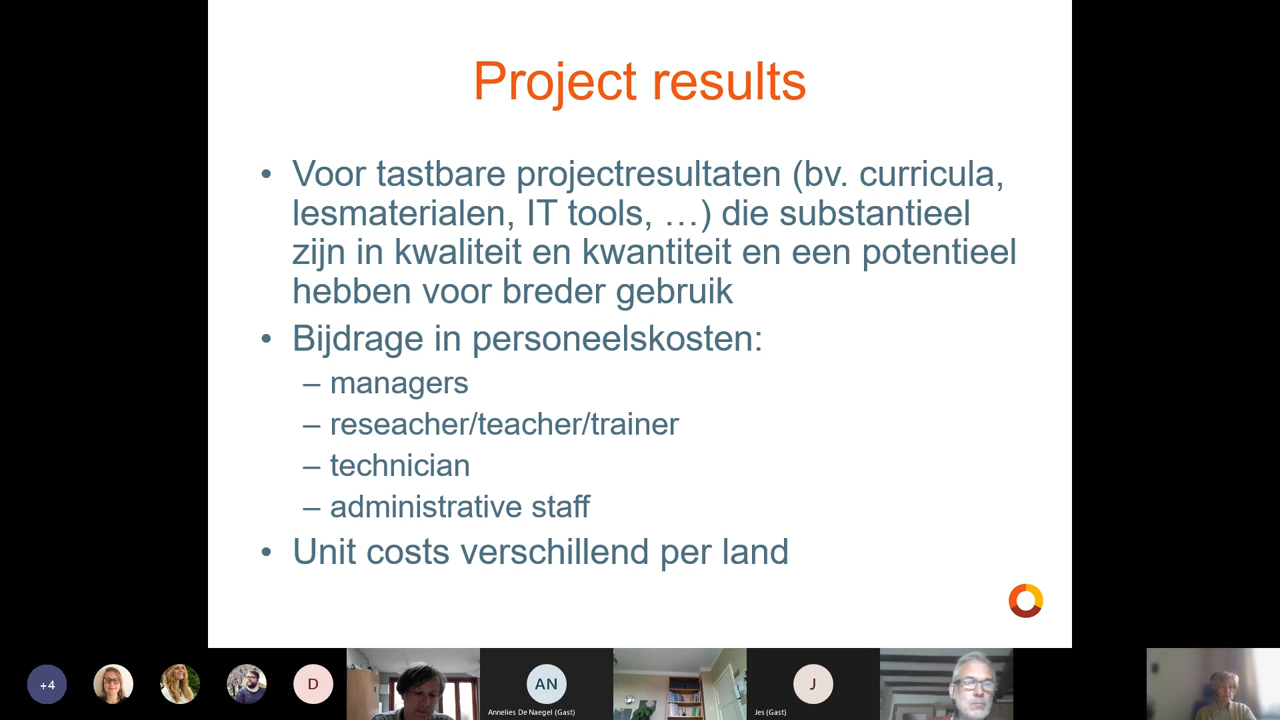 Project results
• Voor tastbare projectresultaten (bv. curricula,
lesmaterialen, IT tools, …) die substantieel
zijn in kwaliteit en kwantiteit en een potentieel
hebben voor breder gebruik
• Bijdrage in personeelskosten:
– managers
– reseacher/teacher/trainer
– technician
– administrative staff
• Unit costs verschillend per land
+4
D
AN
Annelies De Naegel (Gast)
J
Jes (Gast)